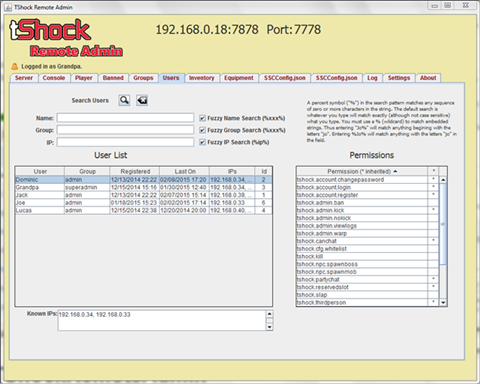 TShock Remote Admin
tShock
Remote Admin
192.168.0.18:7878 Port:7778
Logged in as Grandpa.
Server Console Player Banned Groups Users Inventory Equipment SSCConfig.json SSCConfig.json Log Settings About
Search Users
Name: Fuzzy Name Search (%xxx%)
Group: Fuzzy Group Search (%xxx%)
IP: Fuzzy IP Search (%ip%)
A percent symbol ("%") in the search pattern matches any sequence
of zero or more characters in the string. The default search is
whatever you type will match exactly (although not case sensitive)
what you type. You must use a % (wildcard) to match embedded
strings. Thus entering "Jo%" will match anything begining with the
letters "jo". Entering %Jo% will match anything with the letters "jo" in
the field.
User List
User Group Registered Last On IPs Id
Dominic admin 12/13/2014 22:22 02/08/2015 17:20 192.168.0.34, ... 2
Grandpa superadmin 12/15/2014 15:16 01/30/2015 12:40 192.168.0.34, ... 3
Jack admin 12/13/2014 22:22 02/15/2015 17:14 192.168.0.34, ... 1
Joe admin 01/18/2015 15:23 02/02/2015 17:14 192.168.0.33 6
Lucas admin 12/15/2014 22:38 12/20/2014 20:00 192.168.0.40, ... 4
Permissions
Permission (* inherited) *
tshock.account.changepassword *
tshock.account.login *
tshock.account.register *
tshock.admin.ban
tshock.admin.kick *
tshock.admin.nokick
tshock.admin.viewlogs
tshock.admin.warp
tshock.canchat *
tshock.cfg.whitelist
tshock.kill
tshock.npc.spawnboss
tshock.npc.spawnmob
tshock.partychat *
tshock.reservedslot *
tshock.slap
tshock.thirdperson *
Known IPs: 192.168.0.34, 192.168.0.33